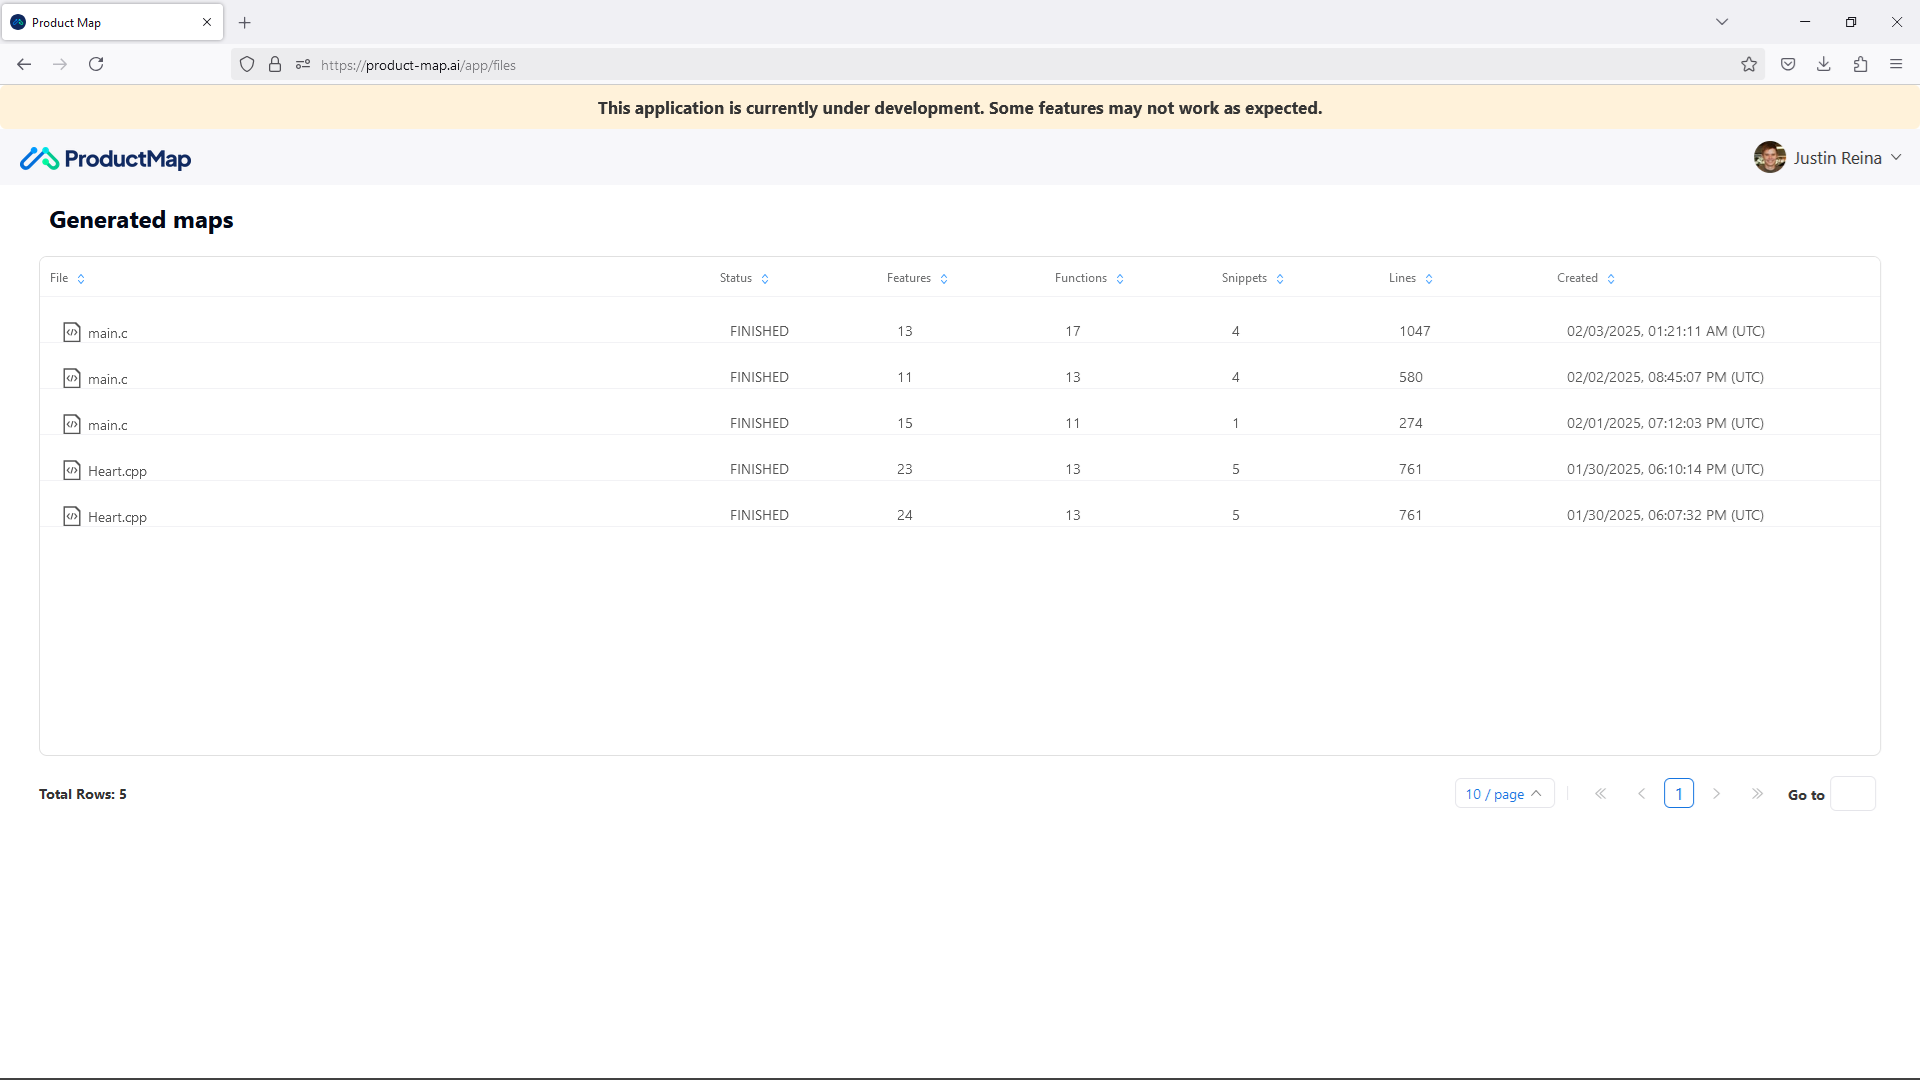 Product Map
https://product-map.ai/app/files
This application is currently under development. Some features may not work as expected.
ProductMap
Justin Reina
Generated maps
File Status Features Functions Snippets Lines Created
main.c FINISHED 13 17 4 1047 02/03/2025, 01:21:11 AM (UTC)
main.c FINISHED 11 13 4 580 02/02/2025, 08:45:07 PM (UTC)
main.c FINISHED 15 11 1 274 02/01/2025, 07:12:03 PM (UTC)
Heart.cpp FINISHED 23 13 5 761 01/30/2025, 06:10:14 PM (UTC)
Heart.cpp FINISHED 24 13 5 761 01/30/2025, 06:07:32 PM (UTC)
Total Rows: 5 10 / page 1 Go to